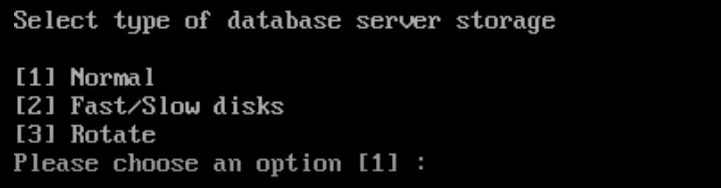 Select type of database server storage
[1] Normal
[2] Fast/Slow disks
[3] Rotate
Please choose an option [1] :